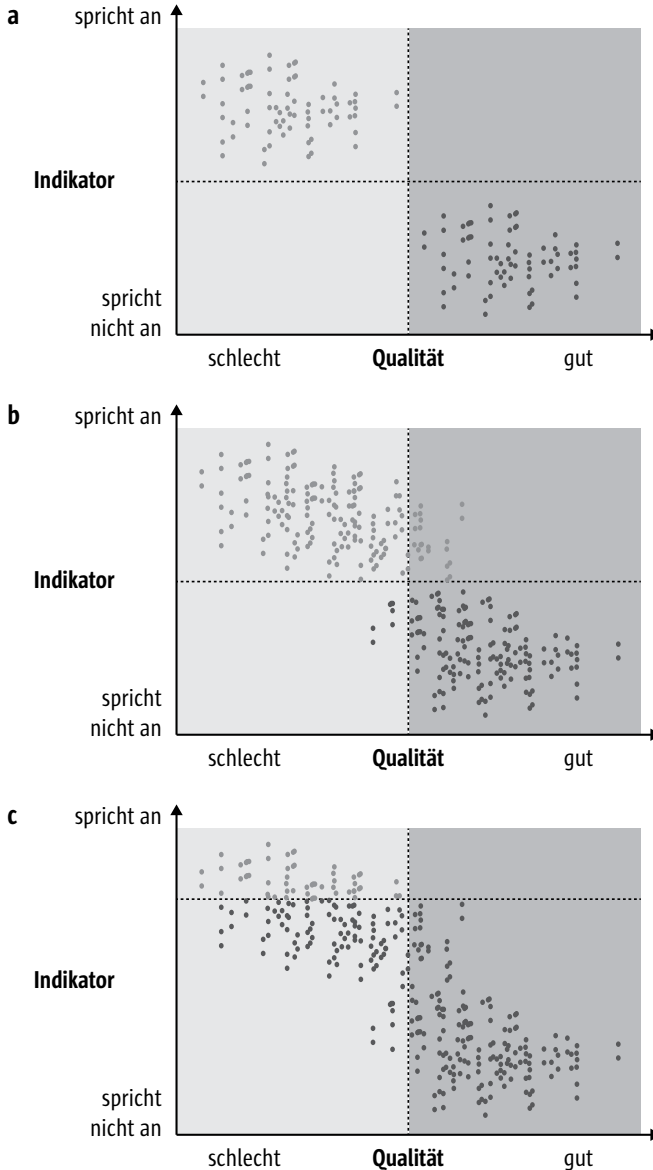 a
spricht an
Indikator
spricht
nicht an
schlecht Qualität gut
b
spricht an
Indikator
spricht
nicht an
schlecht Qualität gut
c
spricht an
Indikator
spricht
nicht an
schlecht Qualität gut